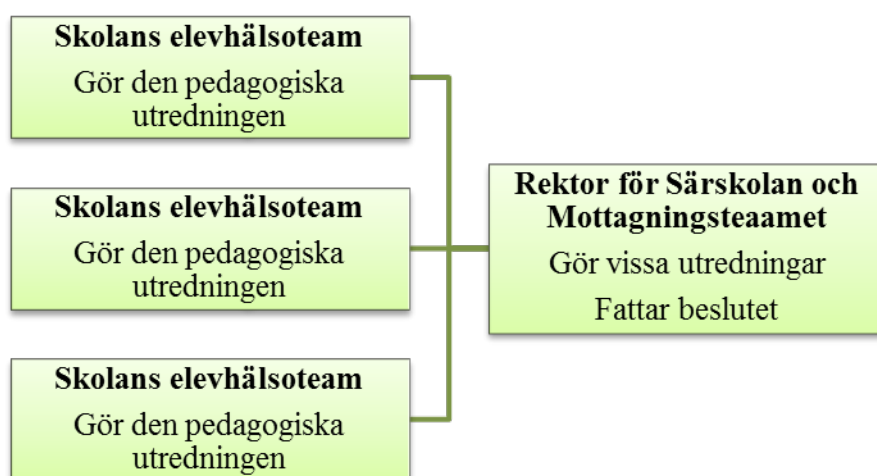 Skolans elevhälsoteam
Gör den pedagogiska
utredningen
Skolans elevhälsoteam
Gör den pedagogiska
utredningen
Skolans elevhälsoteam
Gör den pedagogiska
utredningen
Rektor för Särskolan och
Mottagningsteaamet
Gör vissa utredningar
Fattar beslutet